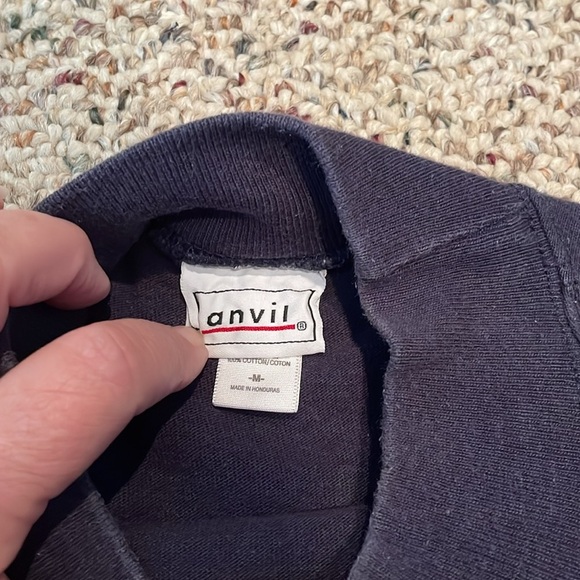 anvil®
100% COTTON/COTON
-M-
MADE IN HONDURAS